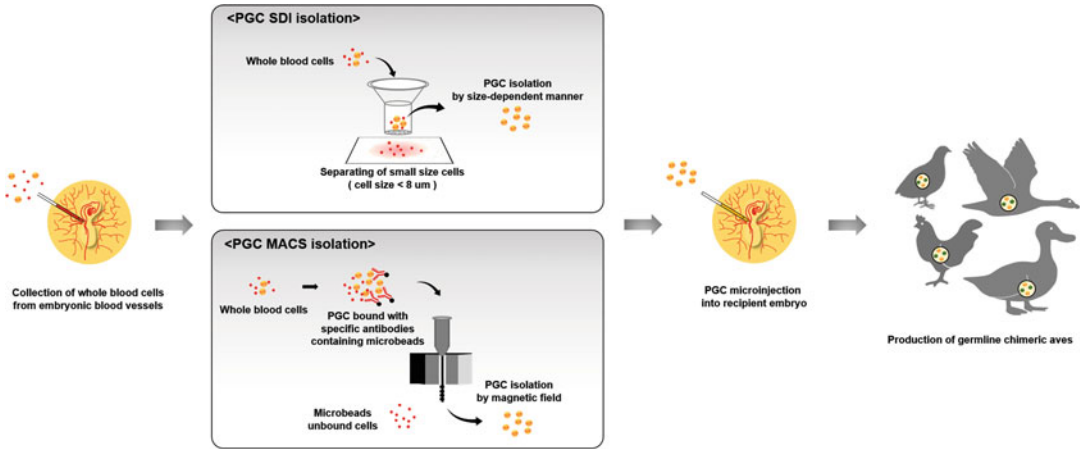 Collection of whole blood cells
from embryonic blood vessels
<PGC SDI isolation>
Whole blood cells
PGC isolation
by size-dependent manner
Separating of small size cells
( cell size < 8 um )
<PGC MACS isolation>
Whole blood cells
PGC bound with
specific antibodies
containing microbeads
PGC isolation
by magnetic field
Microbeads
unbound cells
PGC microinjection
into recipient embryo
Production of germline chimeric aves